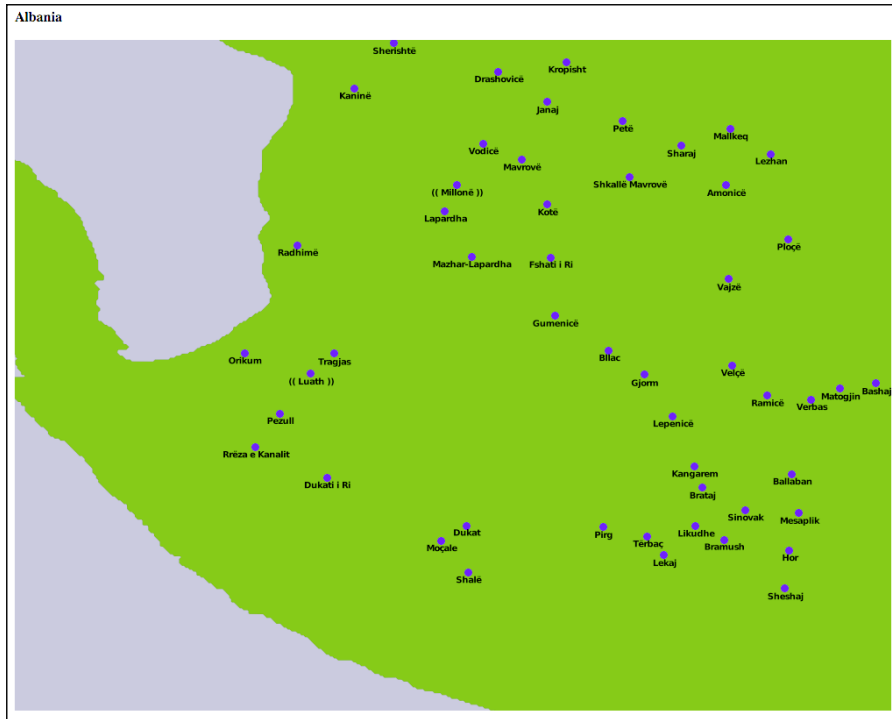 Albania
Sherishtë
Kropisht
Drashovicë
Kaninë
Janaj
Petë
Mallkeq
Vodicë
Sharaj
Lezhan
Mavrovë
Shkallë Mavrovë
(( Millonë ))
Amonicë
Lapardha
Kotë
Ploçë
Radhimë
Mazhar-Lapardha
Fshati i Ri
Vajzë
Gumenicë
Bllac
Orikum
Tragjas
Velçë
(( Luath ))
Gjorm
Bashaj
Matogjin
Ramicë
Verbas
Pezull
Lepenicë
Rrëza e Kanalit
Kangarem
Ballaban
Dukati i Ri
Brataj
Sinovak
Mesaplik
Dukat
Pirg
Likudhe
Tërbaç
Bramush
Moçale
Hor
Lekaj
Shalë
Sheshaj